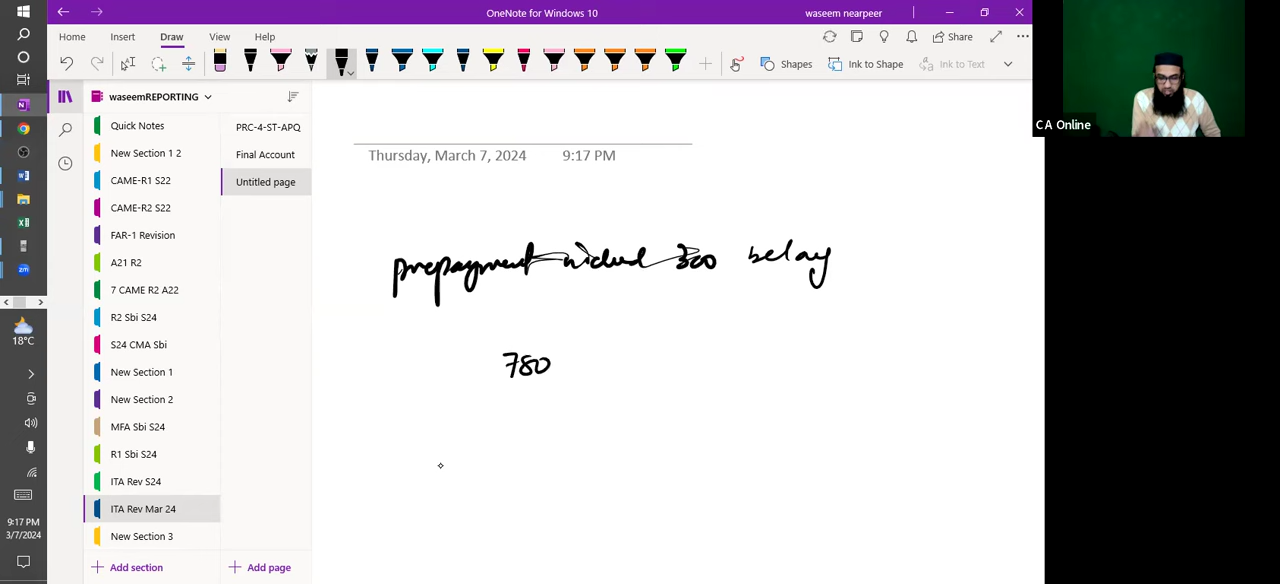 OneNote for Windows 10
waseem nearpeer
Home Insert Draw View Help
Share
Shapes
Ink to Shape
Ink to Text
waseemREPORTING
Quick Notes
New Section 1 2
CAME-R1 S22
CAME-R2 S22
FAR-1 Revision
A21 R2
7 CAME R2 A22
R2 Sbi S24
S24 CMA Sbi
New Section 1
New Section 2
MFA Sbi S24
R1 Sbi S24
ITA Rev S24
ITA Rev Mar 24
New Section 3
Add section
PRC-4-ST-APQ
Final Account
Untitled page
Add page
Thursday, March 7, 2024 9:17 PM
prepayment 300
780
CA Online
18°C
9:17 PM
3/7/2024